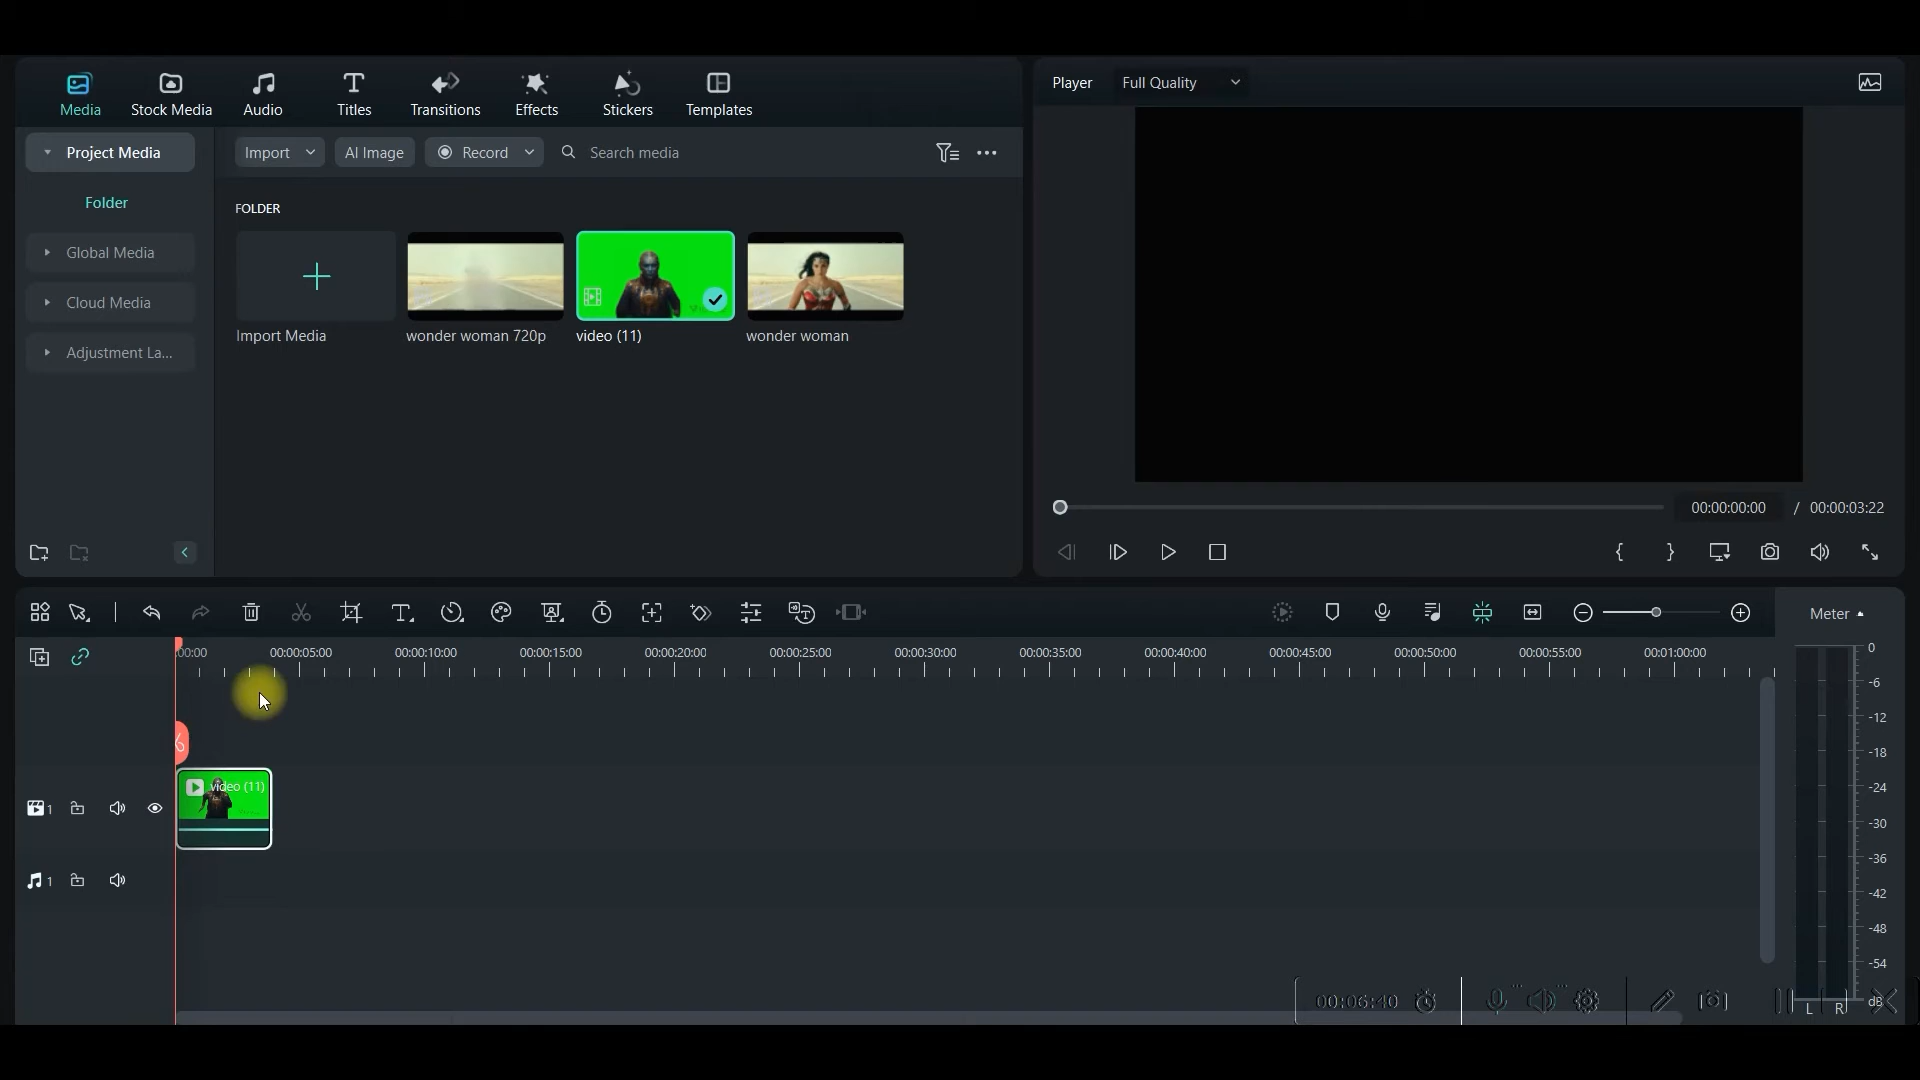 Media
Stock Media
Audio
Titles
Transitions
Effects
Stickers
Templates
Player
Full Quality
Project Media
Import
AI Image
Record
Search media
Folder
FOLDER
Global Media
Cloud Media
Adjustment La...
Import Media
wonder woman 720p
video (11)
wonder woman
00:00:00:00 / 00:00:03:22
Meter
:00:00 00:00:05:00 00:00:10:00 00:00:15:00 00:00:20:00 00:00:25:00 00:00:30:00 00:00:35:00 00:00:40:00 00:00:45:00 00:00:50:00 00:00:55:00 00:01:00:00
0
-6
-12
-18
-24
-30
-36
-42
-48
-54
dB
video (11)
1
1
00:06:40
L R